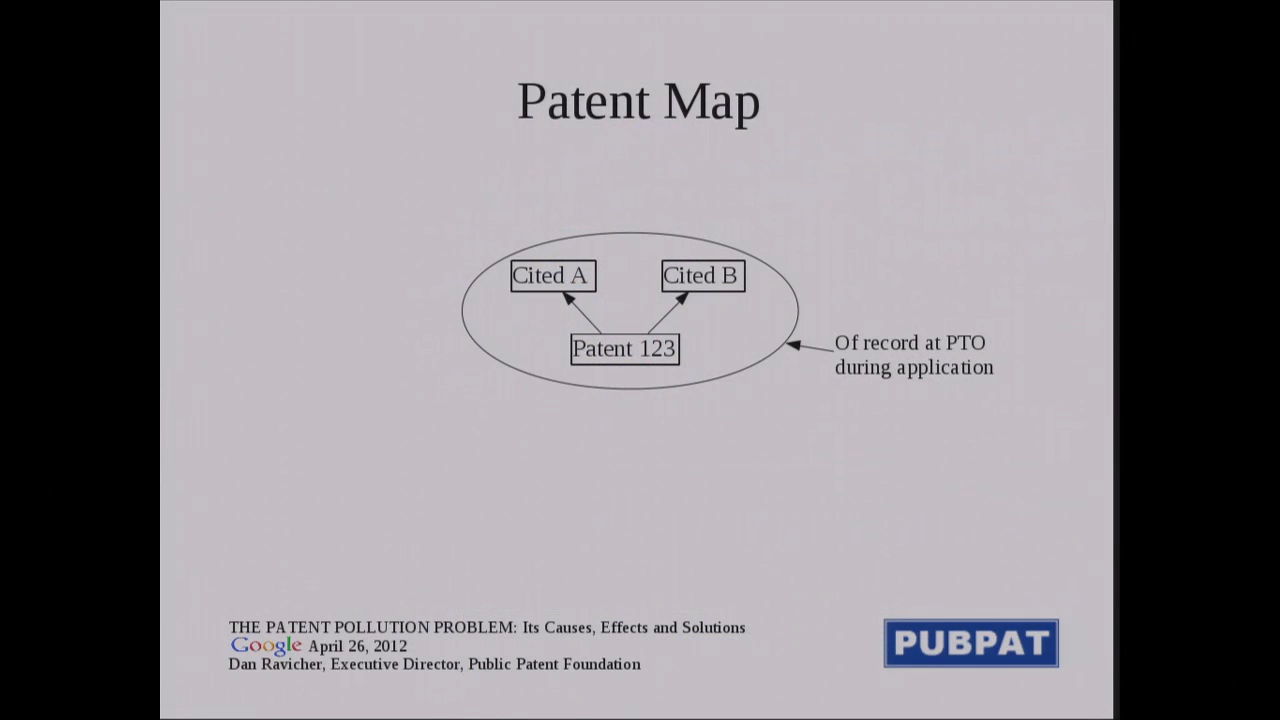 Patent Map
Cited A
Cited B
Patent 123
Of record at PTO
during application
THE PATENT POLLUTION PROBLEM: Its Causes, Effects and Solutions
Google April 26, 2012
Dan Ravicher, Executive Director, Public Patent Foundation
PUBPAT